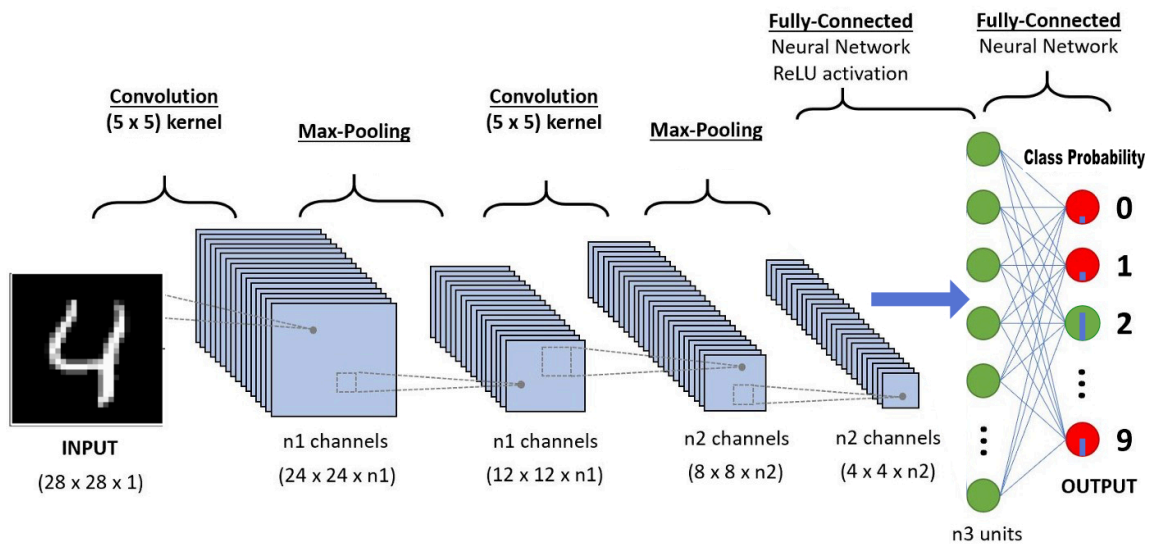 Fully-Connected
Neural Network
ReLU activation
Fully-Connected
Neural Network
Convolution
(5 x 5) kernel
Max-Pooling
Convolution
(5 x 5) kernel
Max-Pooling
Class Probability
0
1
2
9
OUTPUT
4
INPUT
(28 x 28 x 1)
n1 channels
(24 x 24 x n1)
n1 channels
(12 x 12 x n1)
n2 channels
(8 x 8 x n2)
n2 channels
(4 x 4 x n2)
n3 units